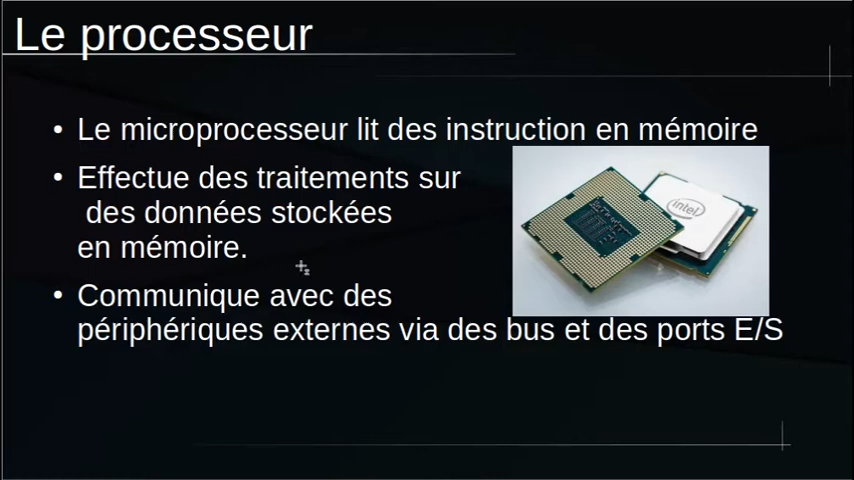 Le processeur
• Le microprocesseur lit des instruction en mémoire
• Effectue des traitements sur
des données stockées
en mémoire.
intel
• Communique avec des
périphériques externes via des bus et des ports E/S